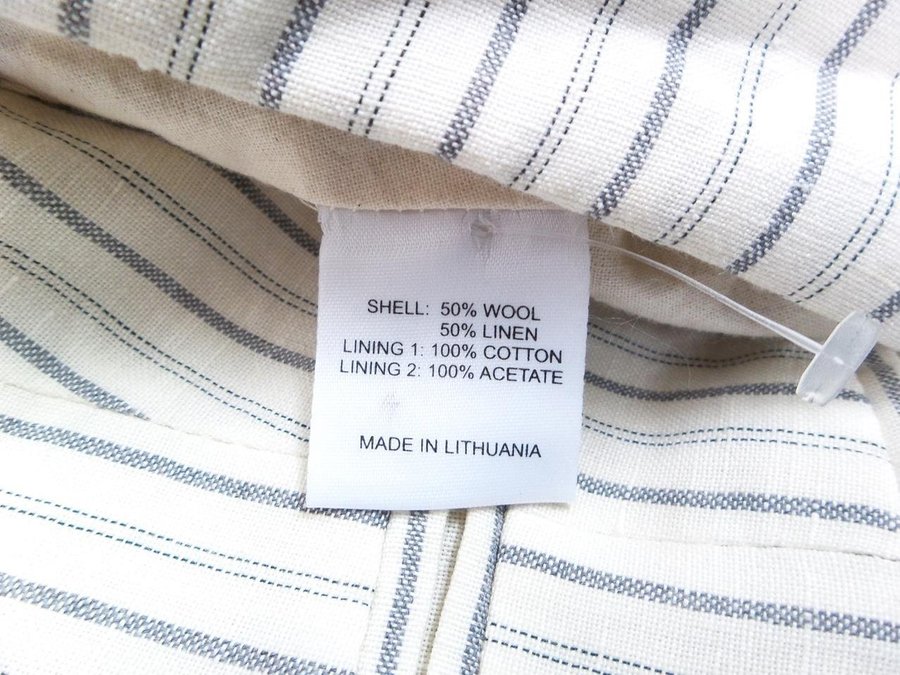 SHELL: 50% WOOL
50% LINEN
LINING 1: 100% COTTON
LINING 2: 100% ACETATE
MADE IN LITHUANIA